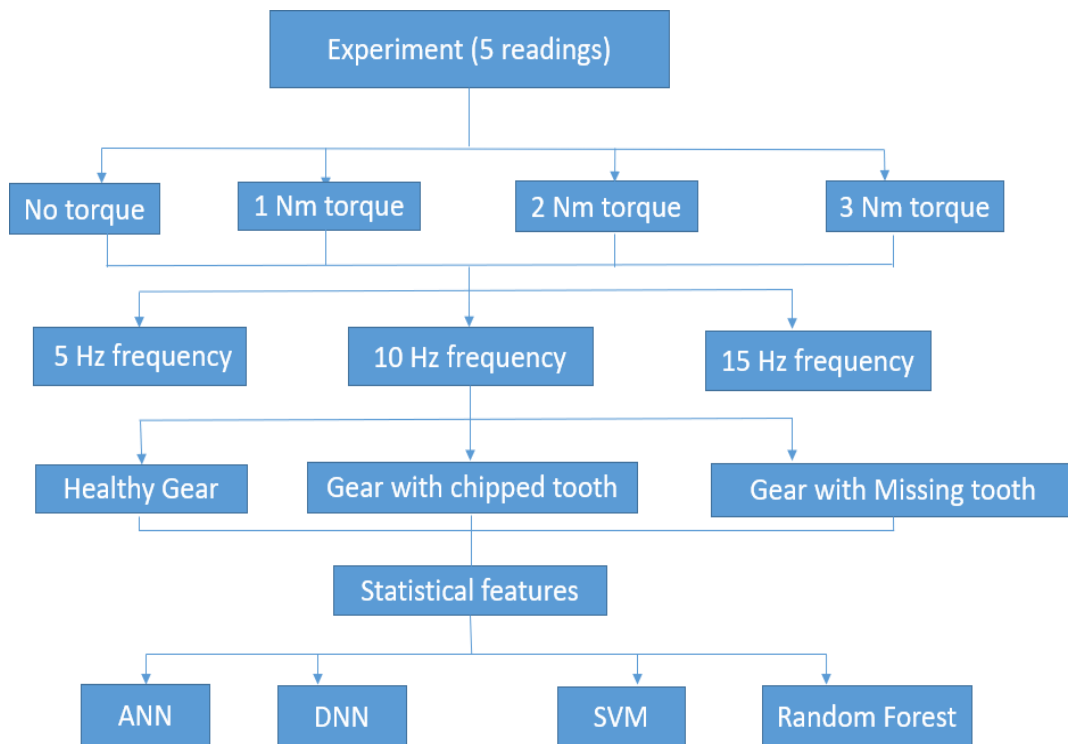 Experiment (5 readings)
No torque
1 Nm torque
2 Nm torque
3 Nm torque
5 Hz frequency
10 Hz frequency
15 Hz frequency
Healthy Gear
Gear with chipped tooth
Gear with Missing tooth
Statistical features
ANN
DNN
SVM
Random Forest